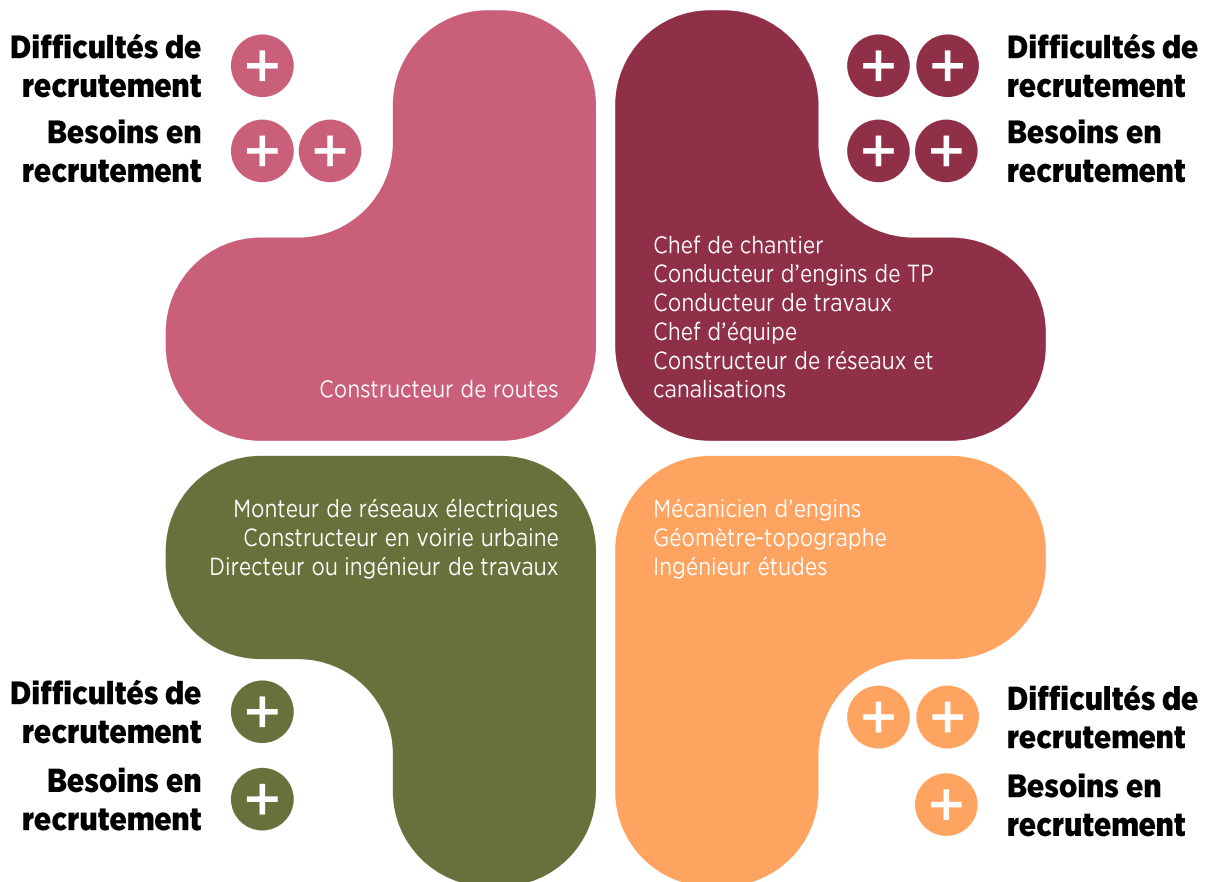 Difficultés de
recrutement
+
Besoins en
recrutement
+ +
+ +
Difficultés de
recrutement
+ +
Besoins en
recrutement
Constructeur de routes
Chef de chantier
Conducteur d'engins de TP
Conducteur de travaux
Chef d'équipe
Constructeur de réseaux et
canalisations
Monteur de réseaux électriques
Constructeur en voirie urbaine
Directeur ou ingénieur de travaux
Mécanicien d'engins
Géomètre-topographe
Ingénieur études
Difficultés de
recrutement
+
Besoins en
recrutement
+
+ +
Difficultés de
recrutement
+
Besoins en
recrutement